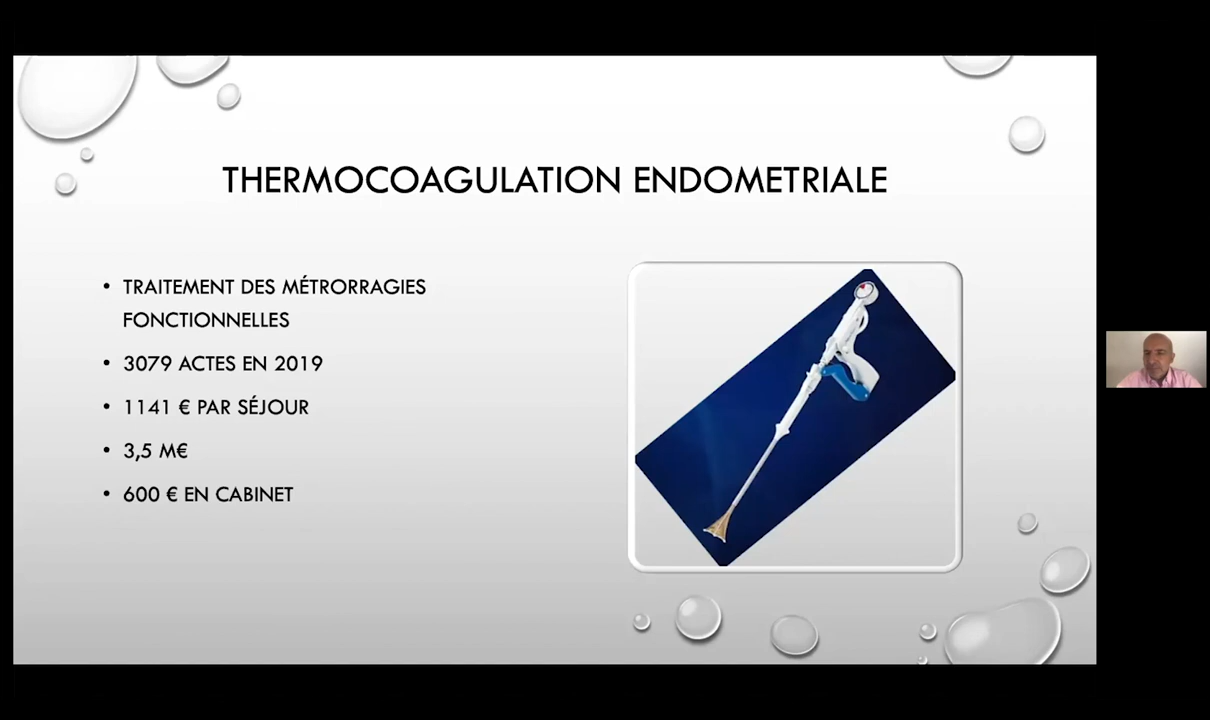 THERMOCOAGULATION ENDOMETRIALE
• TRAITEMENT DES MÉTRORRAGIES
FONCTIONNELLES
• 3079 ACTES EN 2019
• 1141 € PAR SÉJOUR
• 3,5 M€
• 600 € EN CABINET